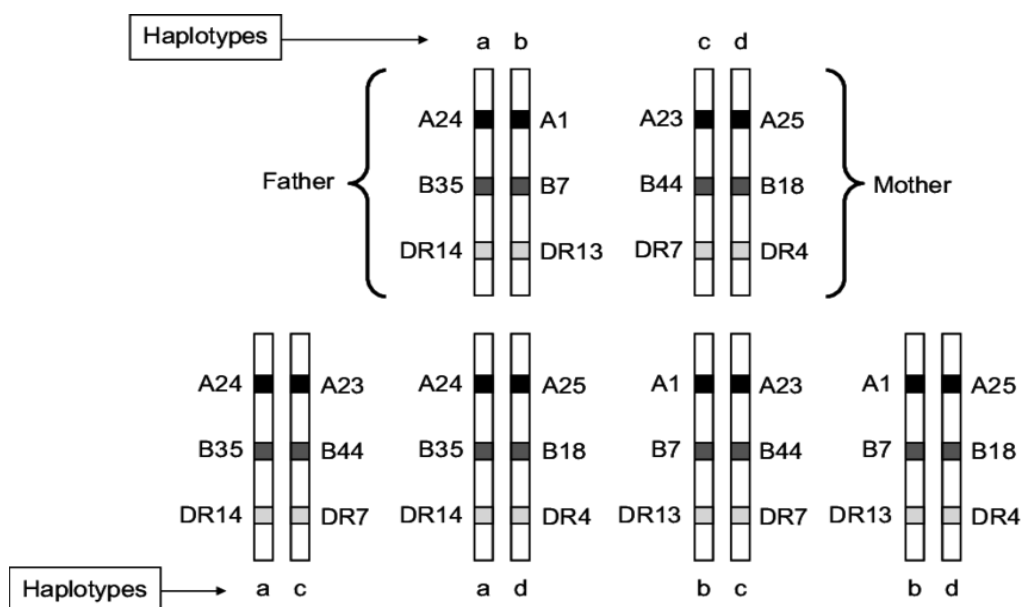 Haplotypes a b c d
A24 A1 A23 A25
Father B35 B7 B44 B18 Mother
DR14 DR13 DR7 DR4
A24 A23 A24 A25 A1 A23 A1 A25
B35 B44 B35 B18 B7 B44 B7 B18
DR14 DR7 DR14 DR4 DR13 DR7 DR13 DR4
Haplotypes a c a d b c b d